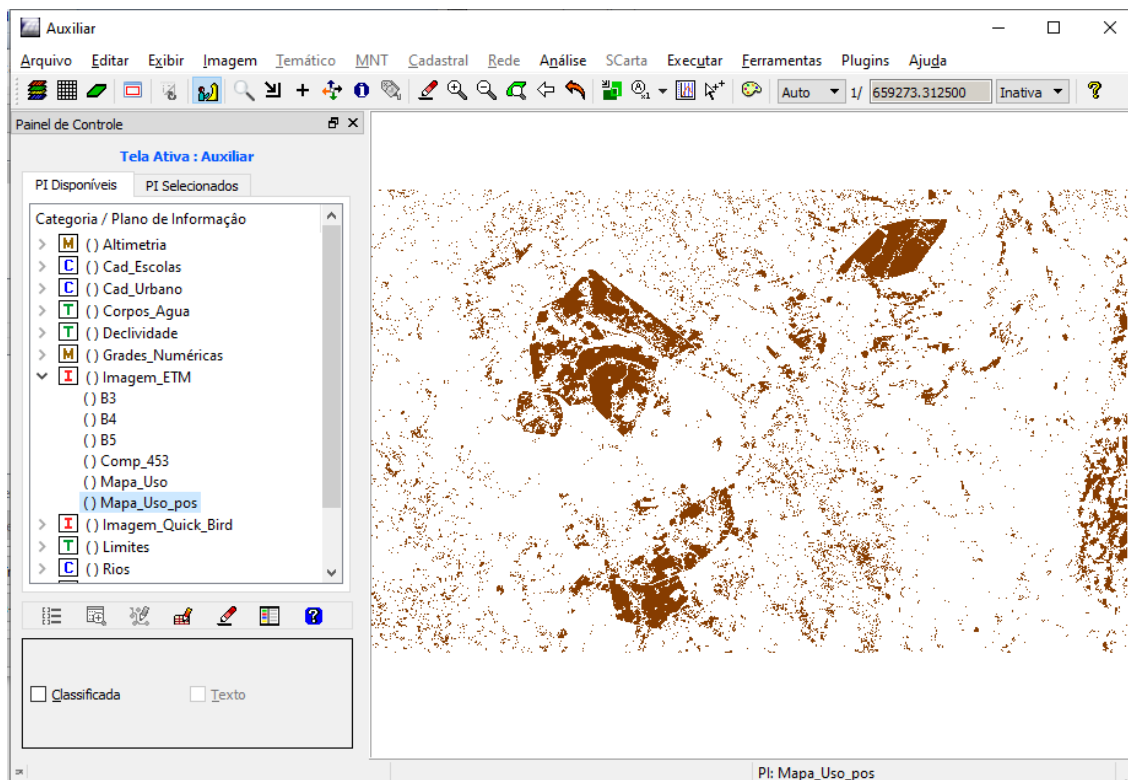 Auxiliar
Arquivo Editar Exibir Imagem Temático MNT Cadastral Rede Análise SCarta Executar Ferramentas Plugins Ajuda
Auto 1/ 659273.312500 Inativa
Painel de Controle
Tela Ativa : Auxiliar
PI Disponíveis PI Selecionados
Categoria / Plano de Informação
M () Altimetria
C () Cad_Escolas
C () Cad_Urbano
T () Corpos_Agua
T () Declividade
M () Grades_Numéricas
I () Imagem_ETM
() B3
() B4
() B5
() Comp_453
() Mapa_Uso
() Mapa_Uso_pos
I () Imagem_Quick_Bird
T () Limites
C () Rios
Classificada Texto
PI: Mapa_Uso_pos